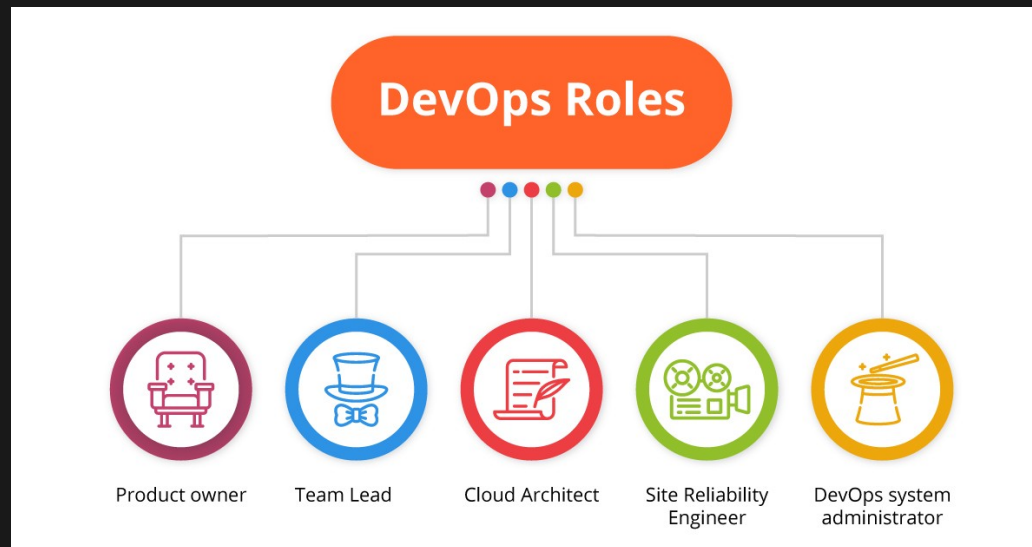 DevOps Roles
Product owner
Team Lead
Cloud Architect
Site Reliability
Engineer
DevOps system
administrator